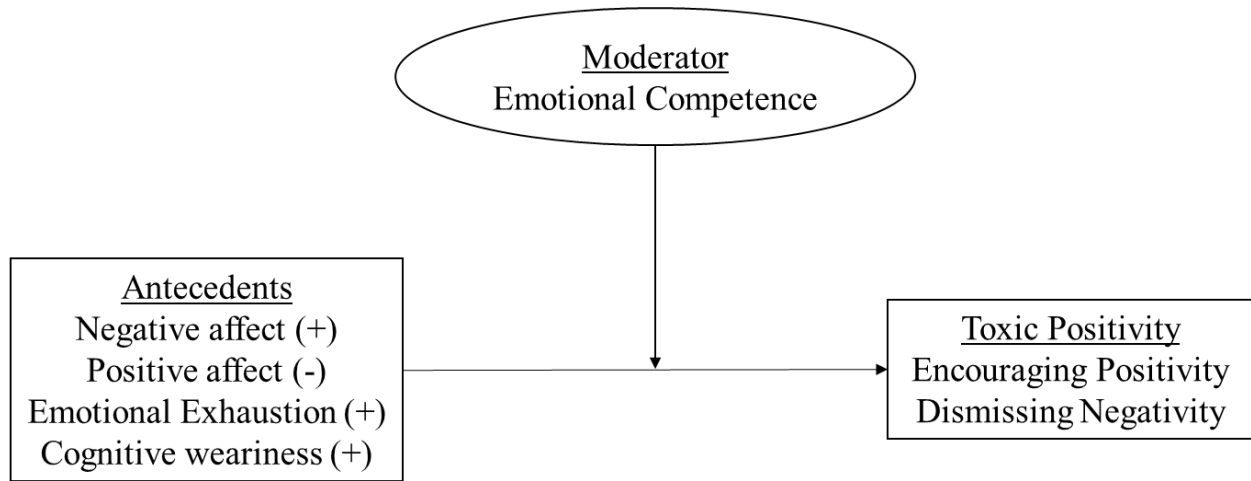 Moderator
Emotional Competence
Antecedents
Negative affect (+)
Positive affect (-)
Emotional Exhaustion (+)
Cognitive weariness (+)
Toxic Positivity
Encouraging Positivity
Dismissing Negativity